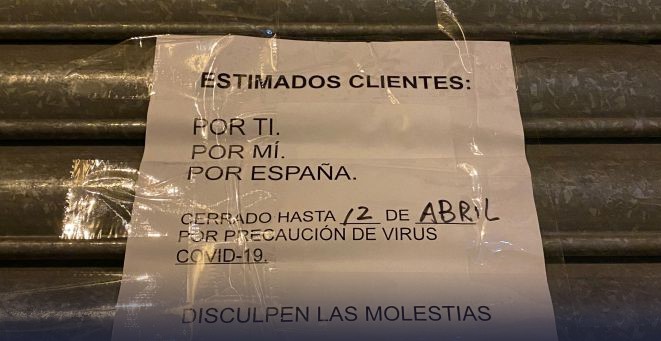 ESTIMADOS CLIENTES:
POR TI.
POR MÍ.
POR ESPAÑA.
CERRADO HASTA 12 DE ABRIL
POR PRECAUCIÓN DE VIRUS
COVID-19.
DISCULPEN LAS MOLESTIAS